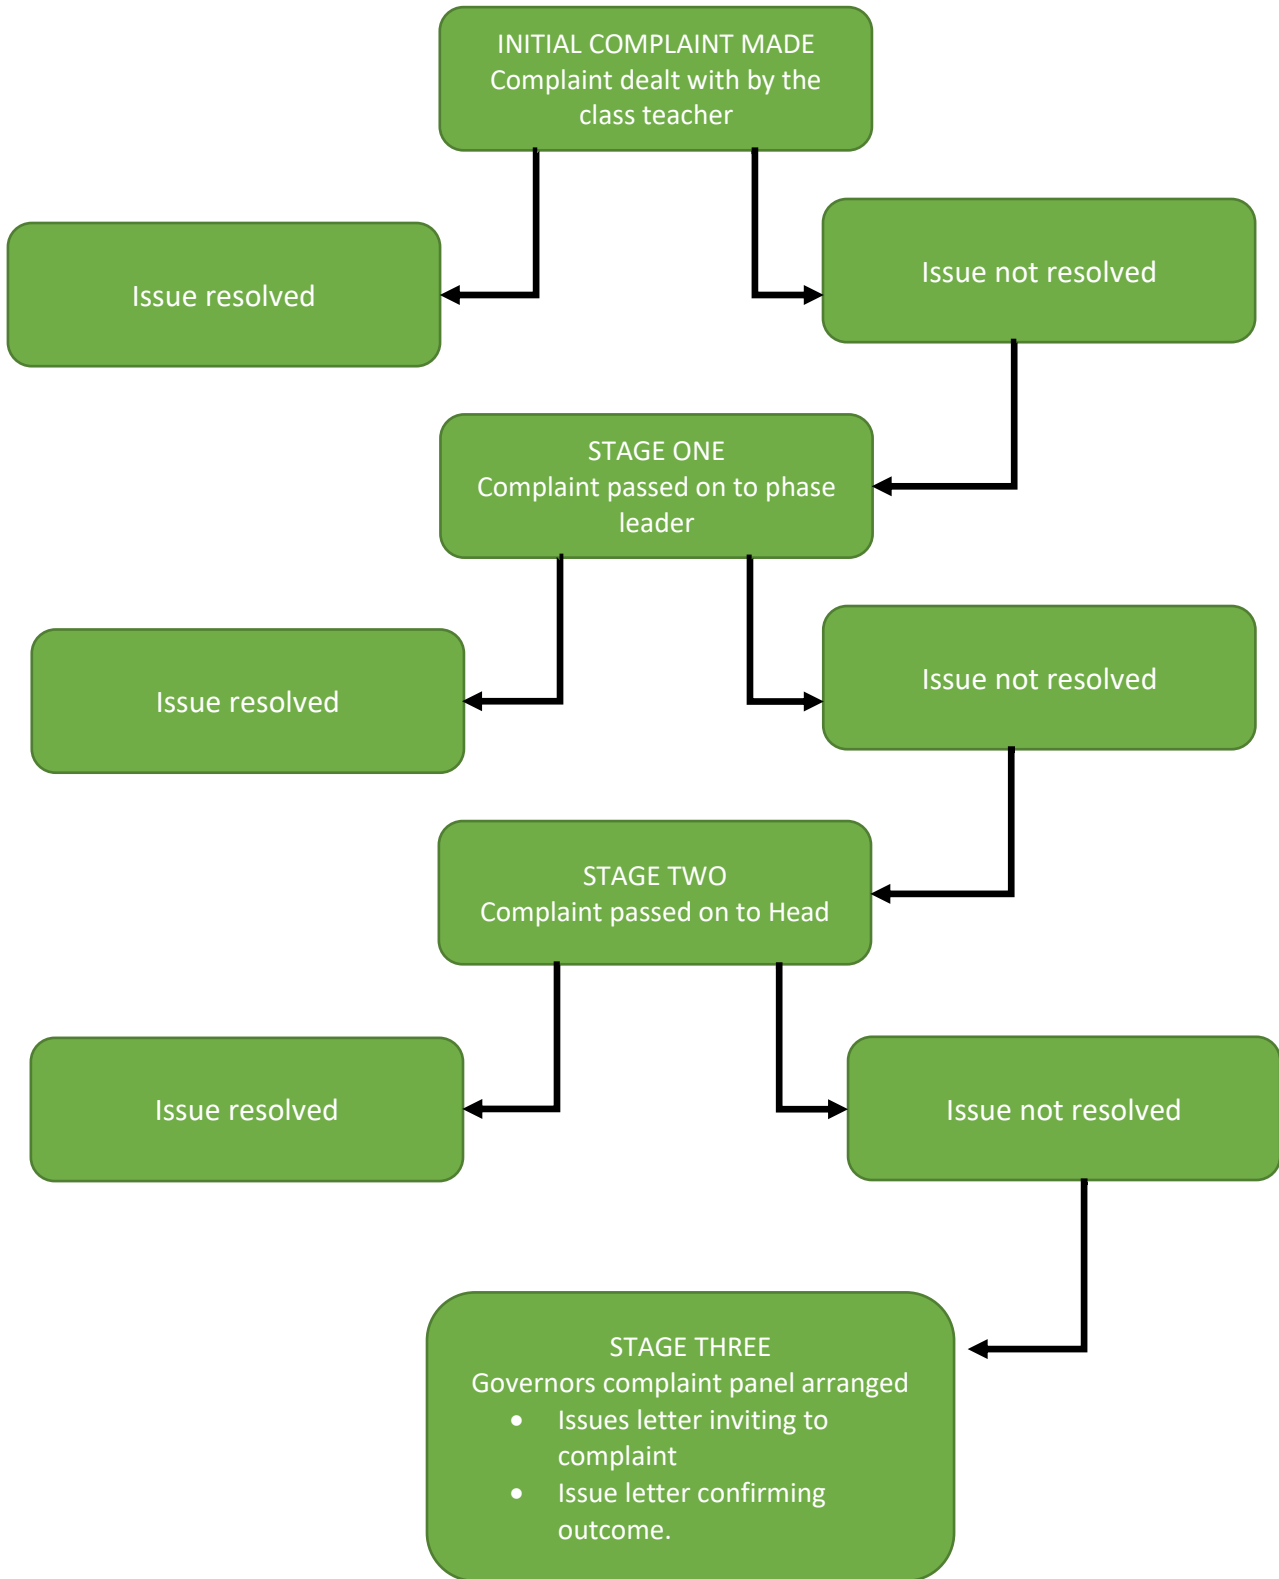 INITIAL COMPLAINT MADE
Complaint dealt with by the
class teacher
Issue resolved
Issue not resolved
STAGE ONE
Complaint passed on to phase
leader
Issue resolved
Issue not resolved
STAGE TWO
Complaint passed on to Head
Issue resolved
Issue not resolved
STAGE THREE
Governors complaint panel arranged
• Issues letter inviting to
complaint
• Issue letter confirming
outcome.